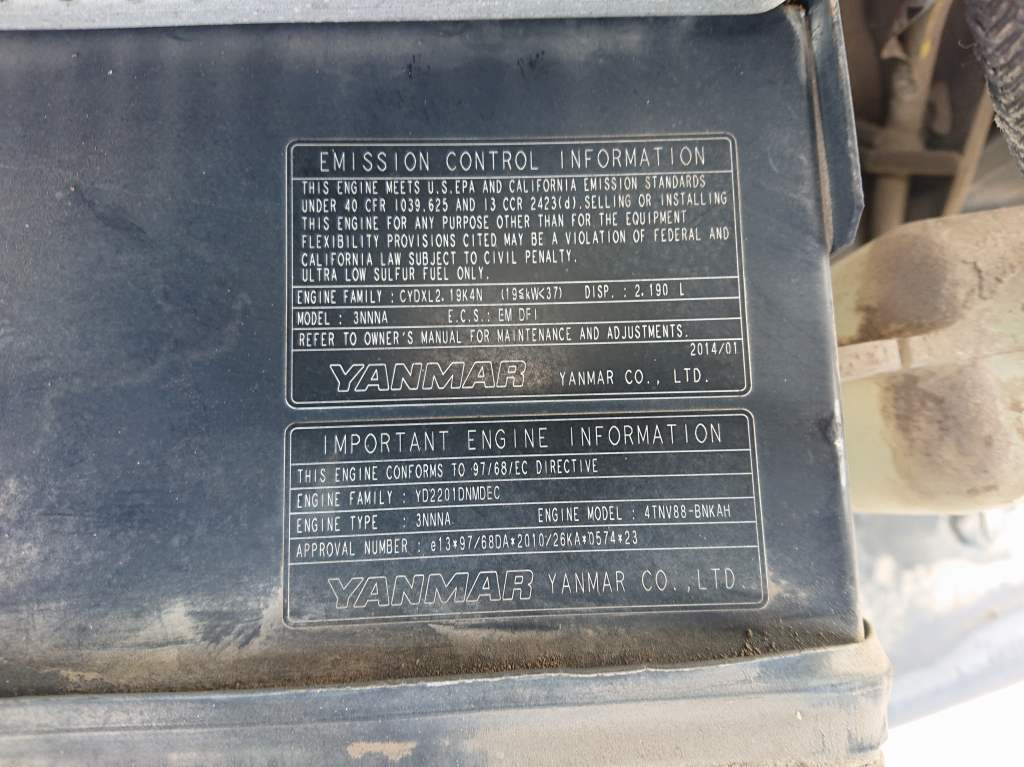 EMISSION CONTROL INFORMATION
THIS ENGINE MEETS U.S.EPA AND CALIFORNIA EMISSION STANDARDS
UNDER 40 CFR 1039.625 AND 13 CCR 2423(d).SELLING OR INSTALLING
THIS ENGINE FOR ANY PURPOSE OTHER THAN FOR THE EQUIPMENT
FLEXIBILITY PROVISIONS CITED MAY BE A VIOLATION OF FEDERAL AND
CALIFORNIA LAW SUBJECT TO CIVIL PENALTY.
ULTRA LOW SULFUR FUEL ONLY.
ENGINE FAMILY : CYDXL2.19K4N (19≦kW<37) DISP. : 2.190 L
MODEL : 3NNNA E.C.S.: EM DFI
REFER TO OWNER'S MANUAL FOR MAINTENANCE AND ADJUSTMENTS.
2014/01
YANMAR YANMAR CO., LTD.
IMPORTANT ENGINE INFORMATION
THIS ENGINE CONFORMS TO 97/68/EC DIRECTIVE
ENGINE FAMILY : YD2201DNMDEC
ENGINE TYPE : 3NNNA ENGINE MODEL : 4TNV88-BNKAH
APPROVAL NUMBER : e13*97/68DA*2010/26KA*0574*23
YANMAR YANMAR CO.,LTD.